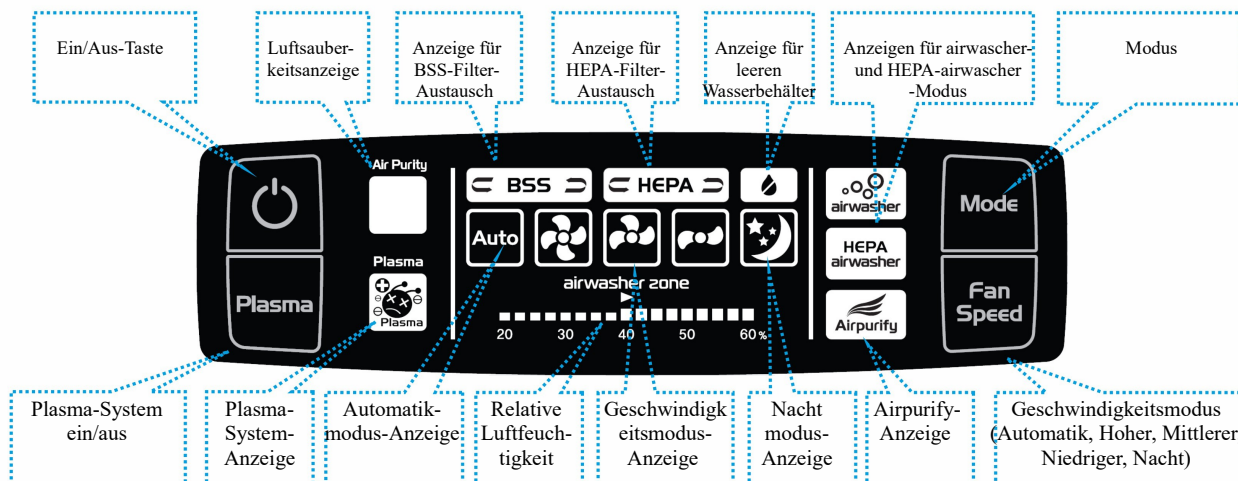 Ein/Aus-Taste
Luftsauber-
keitsanzeige
Anzeige für
BSS-Filter-
Austausch
Anzeige für
HEPA-Filter-
Austausch
Anzeige für
leeren
Wasserbehälter
Anzeigen für airwascher-
und HEPA-airwascher
-Modus
Modus
Air Purity
BSS
HEPA
airwasher
Mode
Auto
HEPA
airwasher
Plasma
Plasma
Plasma
airwasher zone
20 30 40 50 60 %
Airpurify
Fan
Speed
Plasma-System
ein/aus
Plasma-
System-
Anzeige
Automatik-
modus-Anzeige
Relative
Luftfeuch-
tigkeit
Geschwindigk
eitsmodus-
Anzeige
Nacht
modus-
Anzeige
Airpurify-
Anzeige
Geschwindigkeitsmodus
(Automatik, Hoher, Mittlerer
Niedriger, Nacht)